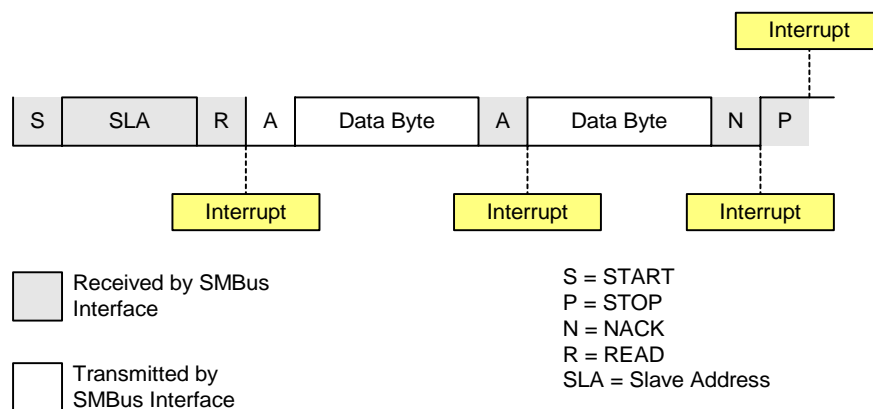 Interrupt
S SLA R A Data Byte A Data Byte N P
Interrupt Interrupt Interrupt
Received by SMBus
Interface
Transmitted by
SMBus Interface
S = START
P = STOP
N = NACK
R = READ
SLA = Slave Address